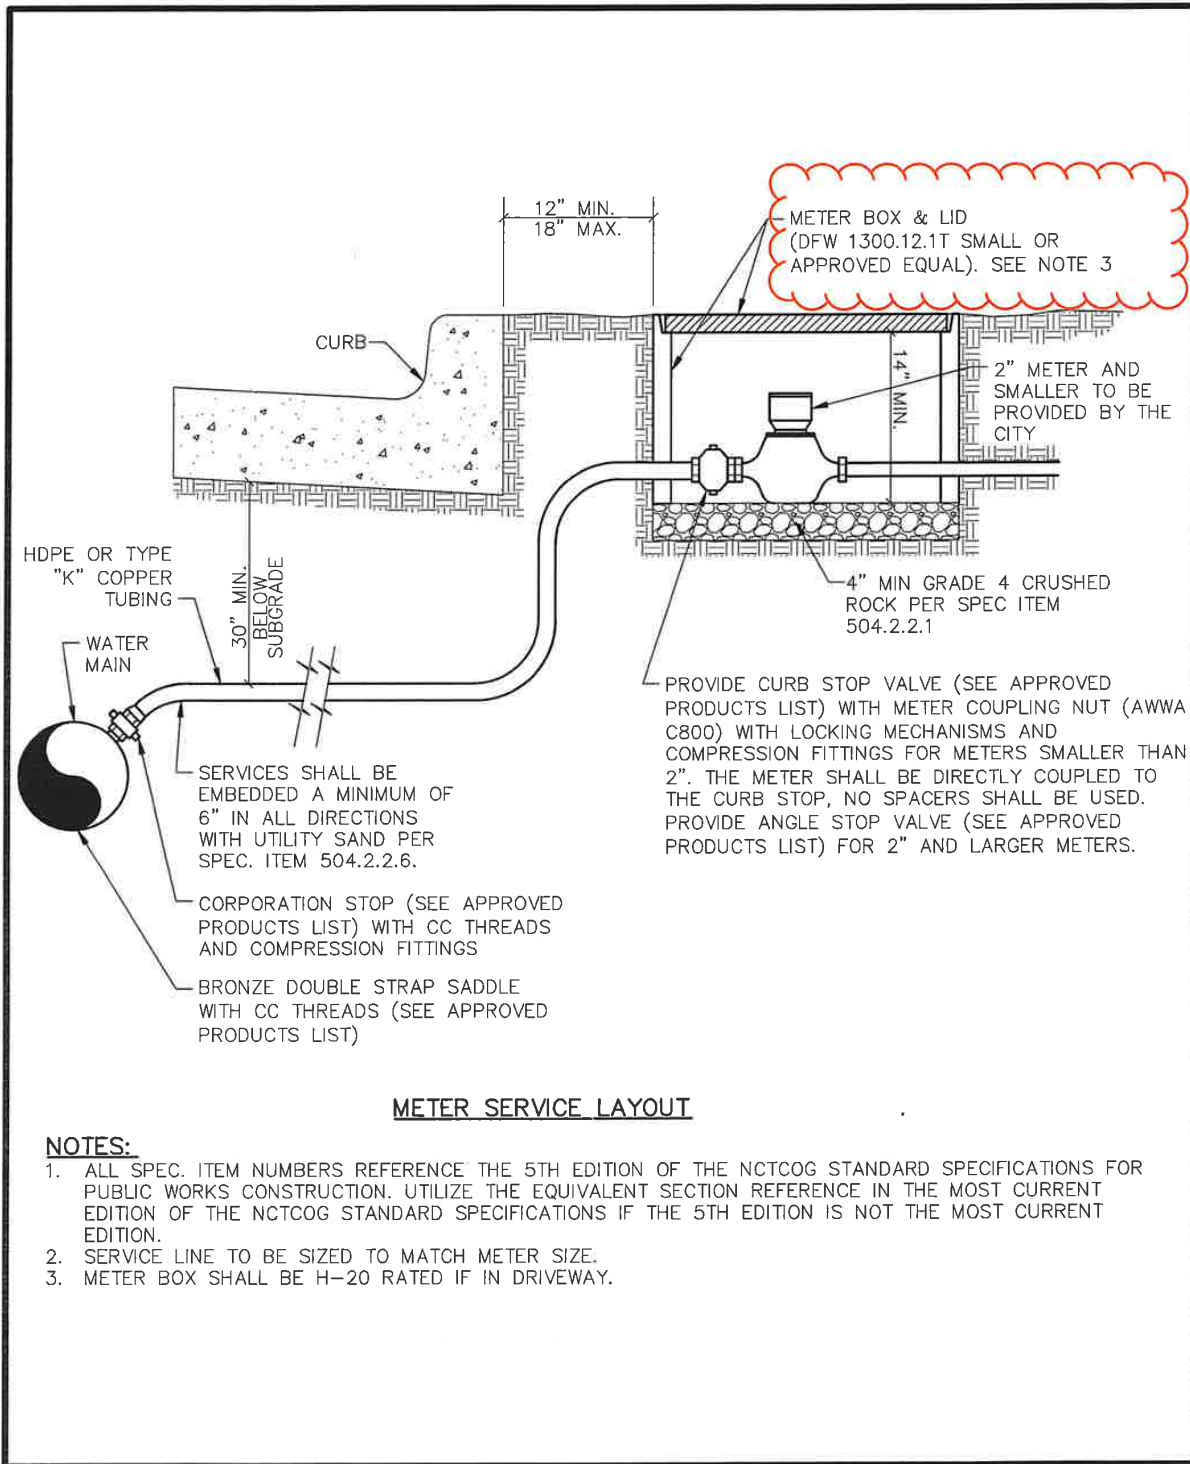 12" MIN.
18" MAX.
METER BOX & LID
(DFW 1300.12.1T SMALL OR
APPROVED EQUAL). SEE NOTE 3
CURB
14" MIN.
2" METER AND
SMALLER TO BE
PROVIDED BY THE
CITY
HDPE OR TYPE
"K" COPPER
TUBING
30" MIN.
BELOW
SUBGRADE
4" MIN GRADE 4 CRUSHED
ROCK PER SPEC ITEM
504.2.2.1
WATER
MAIN
PROVIDE CURB STOP VALVE (SEE APPROVED
PRODUCTS LIST) WITH METER COUPLING NUT (AWWA
C800) WITH LOCKING MECHANISMS AND
COMPRESSION FITTINGS FOR METERS SMALLER THAN
2". THE METER SHALL BE DIRECTLY COUPLED TO
THE CURB STOP, NO SPACERS SHALL BE USED.
PROVIDE ANGLE STOP VALVE (SEE APPROVED
PRODUCTS LIST) FOR 2" AND LARGER METERS.
SERVICES SHALL BE
EMBEDDED A MINIMUM OF
6" IN ALL DIRECTIONS
WITH UTILITY SAND PER
SPEC. ITEM 504.2.2.6.
CORPORATION STOP (SEE APPROVED
PRODUCTS LIST) WITH CC THREADS
AND COMPRESSION FITTINGS
BRONZE DOUBLE STRAP SADDLE
WITH CC THREADS (SEE APPROVED
PRODUCTS LIST)
METER SERVICE LAYOUT
NOTES:
1. ALL SPEC. ITEM NUMBERS REFERENCE THE 5TH EDITION OF THE NCTCOG STANDARD SPECIFICATIONS FOR
PUBLIC WORKS CONSTRUCTION. UTILIZE THE EQUIVALENT SECTION REFERENCE IN THE MOST CURRENT
EDITION OF THE NCTCOG STANDARD SPECIFICATIONS IF THE 5TH EDITION IS NOT THE MOST CURRENT
EDITION.
2. SERVICE LINE TO BE SIZED TO MATCH METER SIZE.
3. METER BOX SHALL BE H-20 RATED IF IN DRIVEWAY.